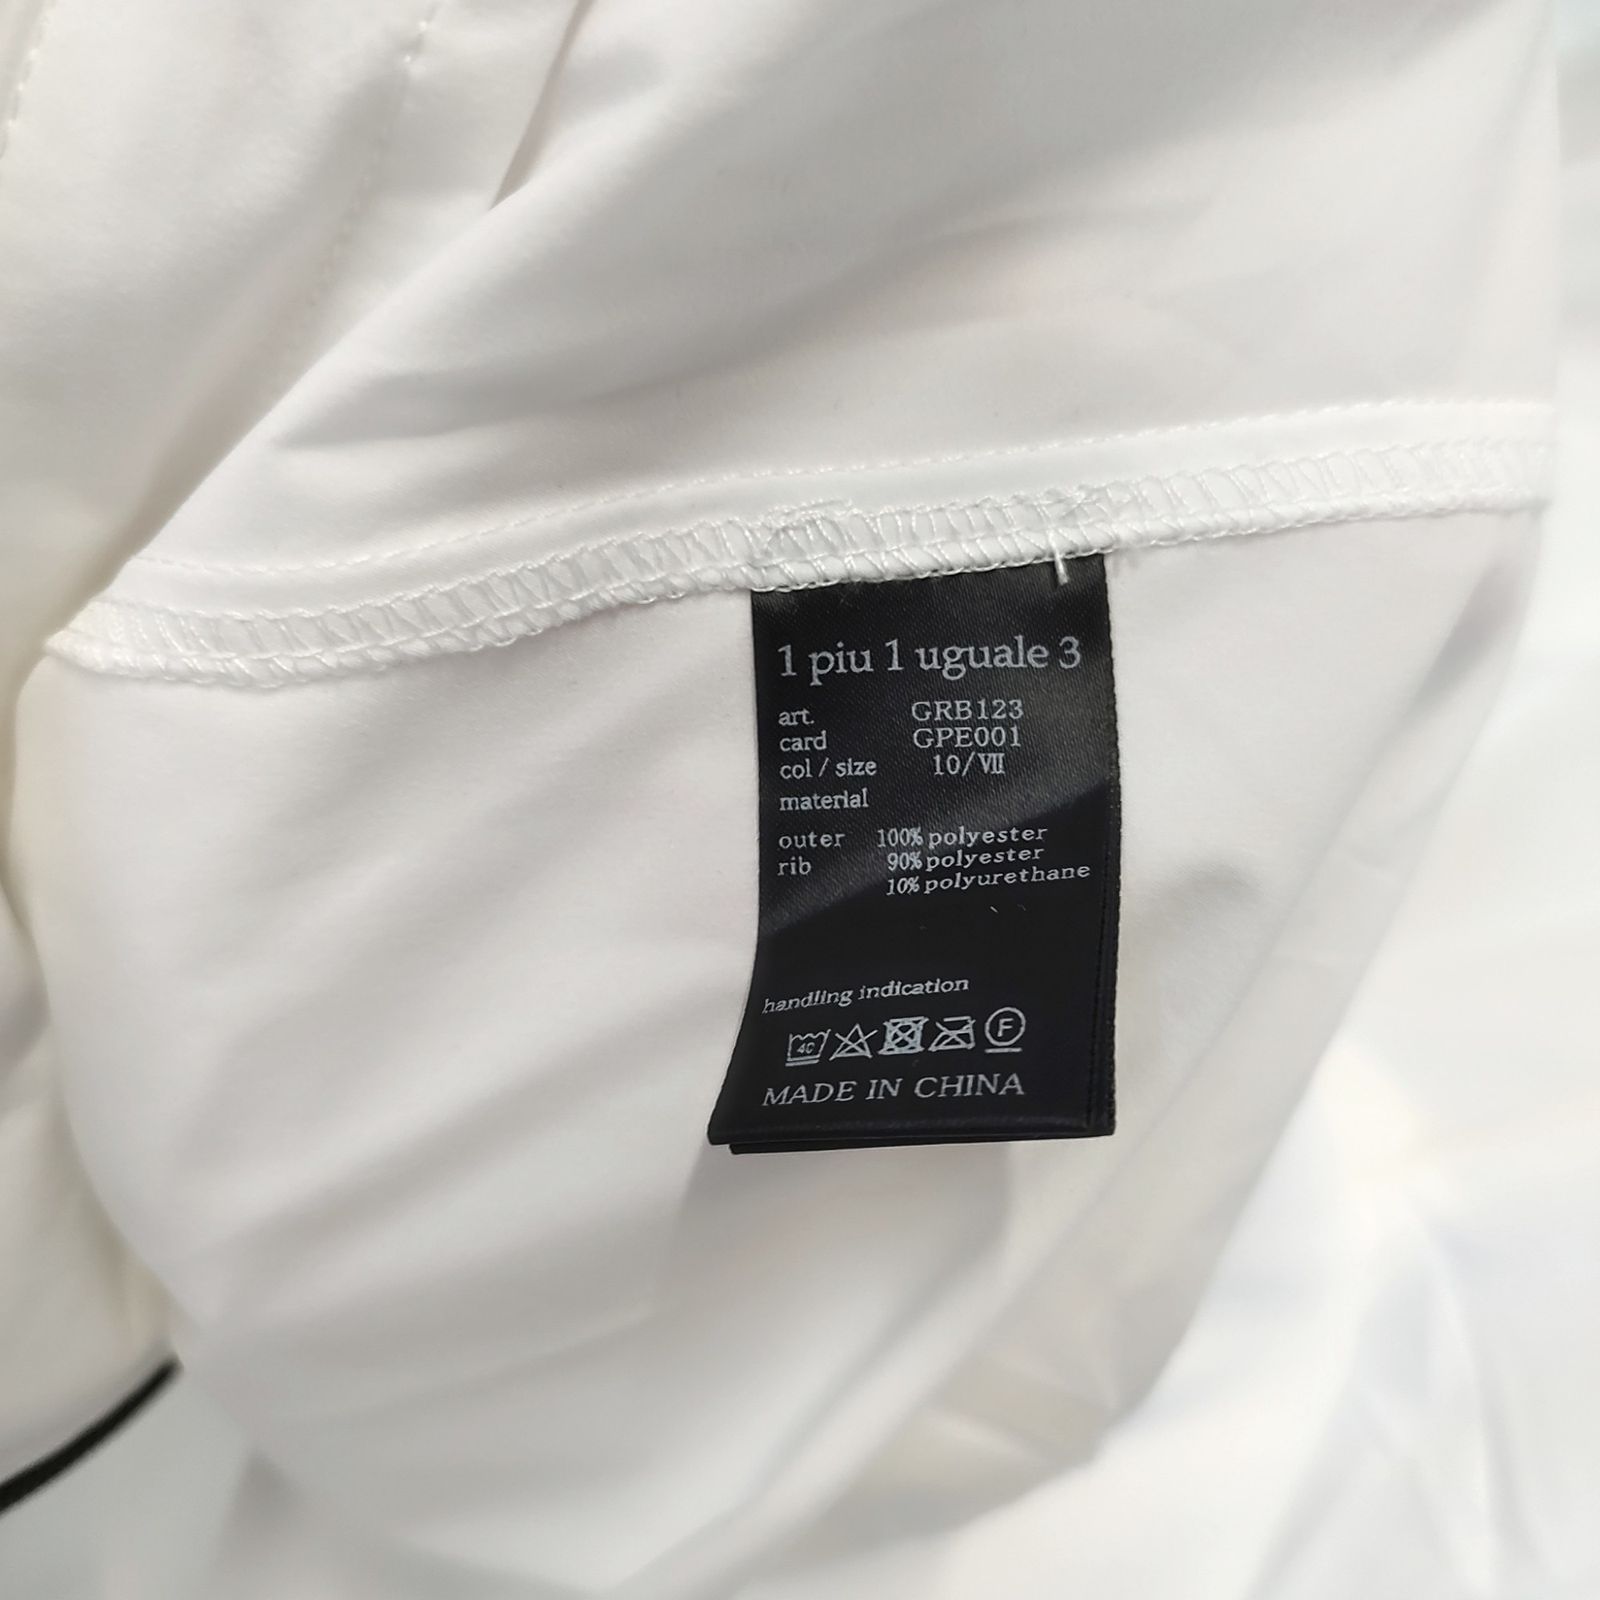 1 piu 1 uguale 3
art. GRB123
card GPE001
col / size 10/Ⅶ
material
outer 100% polyester
rib 90% polyester
10% polyurethane
handling indication
40 F
MADE IN CHINA